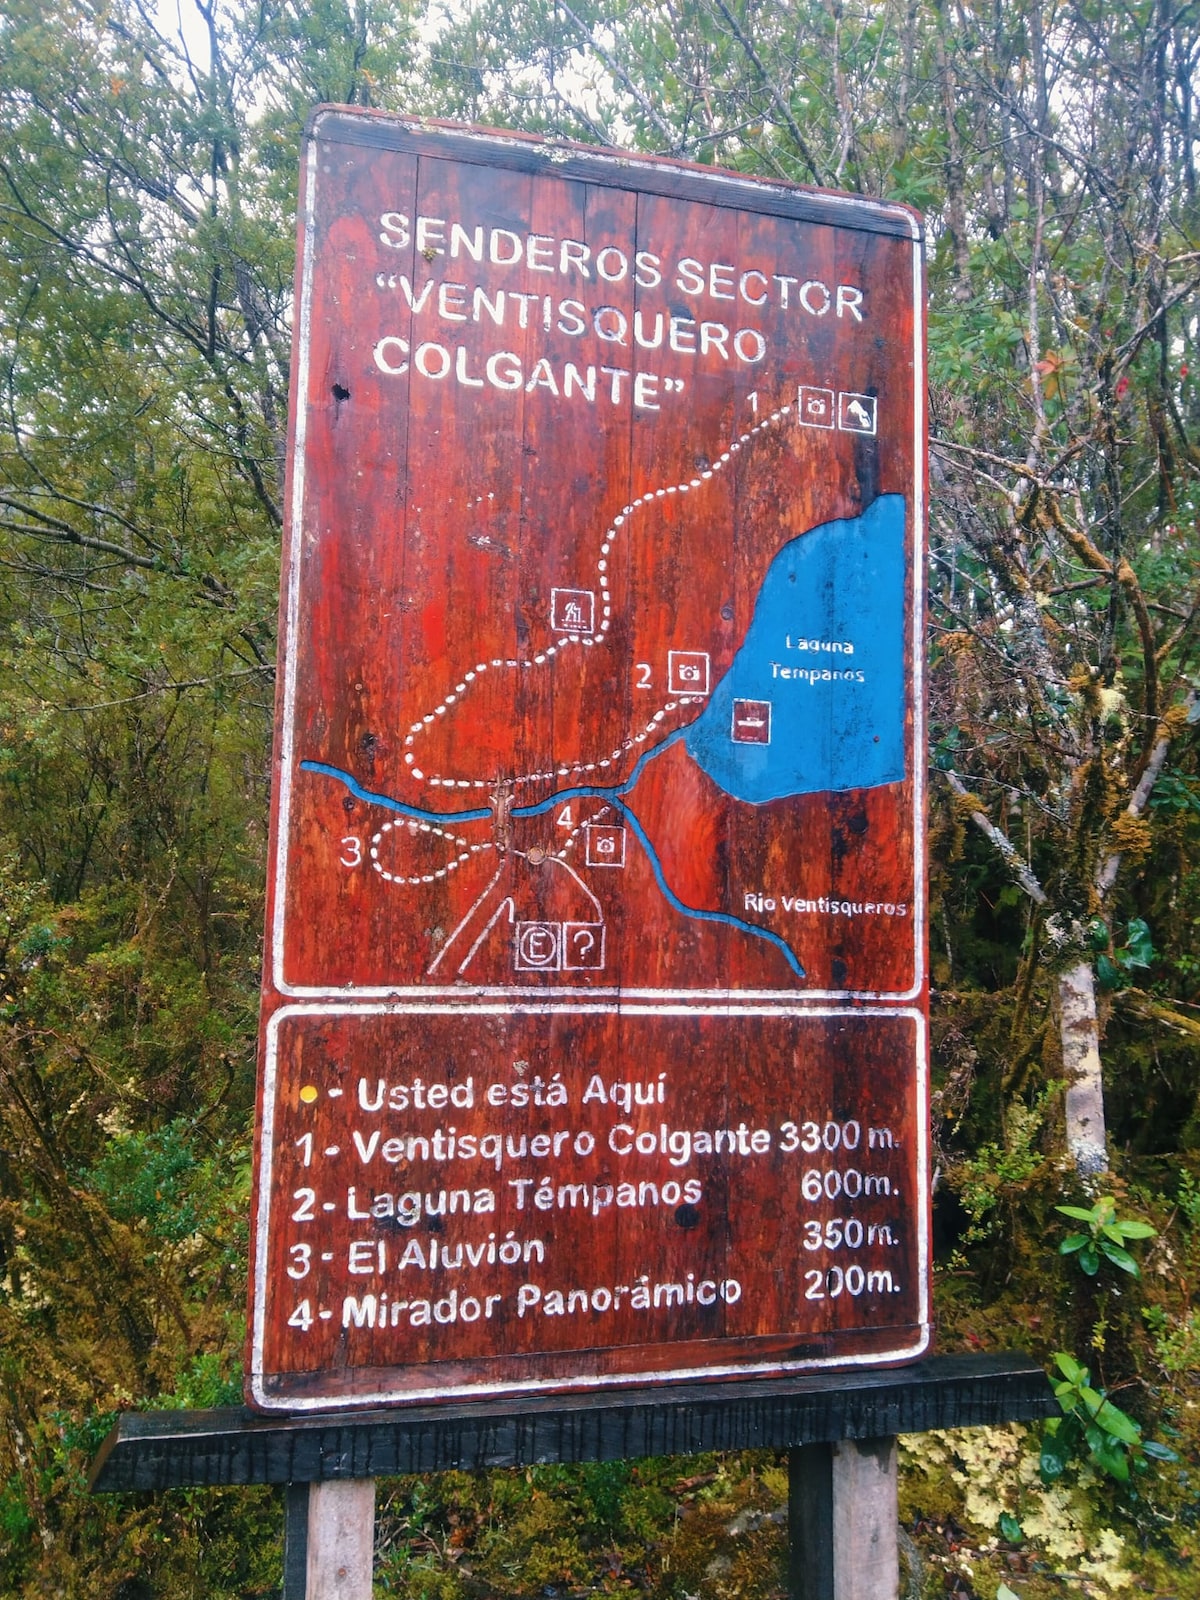 SENDEROS SECTOR
“VENTISQUERO
COLGANTE”
1
2
Laguna
Tempanos
4
3
Rio Ventisqueros
E ?
- Usted está Aquí
1- Ventisquero Colgante 3300 m.
2- Laguna Témpanos 600m.
3- El Aluvión 350m.
4- Mirador Panorámico 200m.